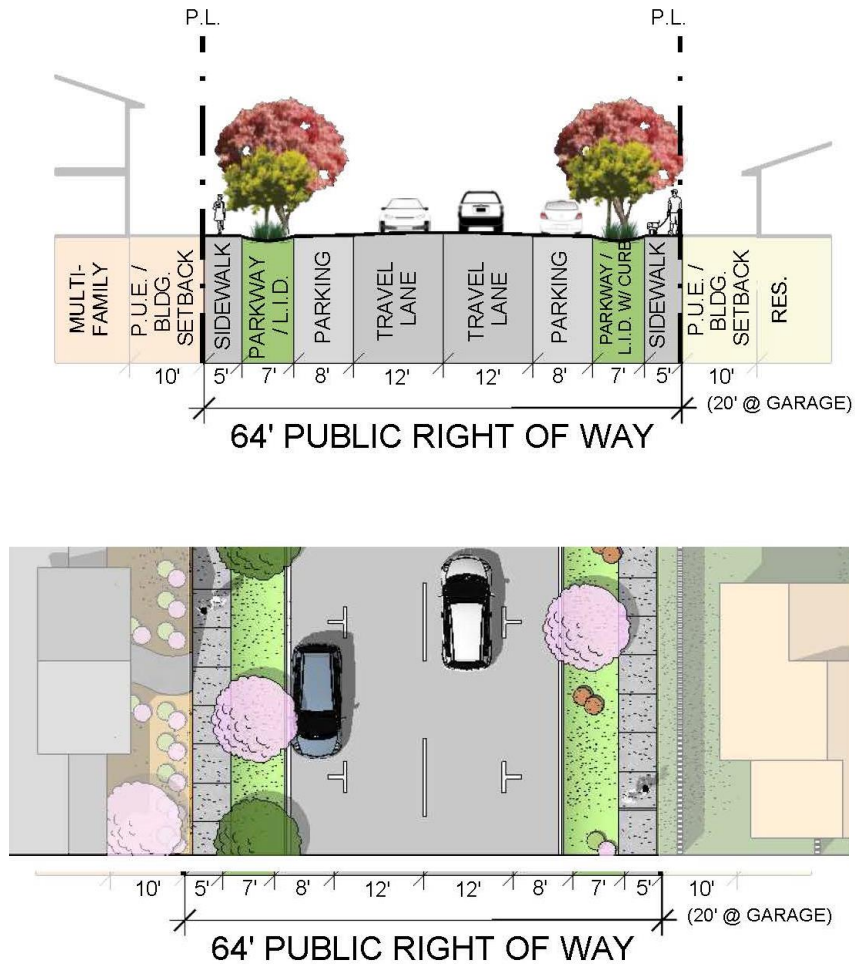 P.L.
P.L.
MULTI-
FAMILY
P.U.E. /
BLDG.
SETBACK
SIDEWALK
PARKWAY
/ L.I.D.
PARKING
TRAVEL
LANE
TRAVEL
LANE
PARKING
PARKWAY /
L.I.D. W/ CURB
SIDEWALK
P.U.E. /
BLDG.
SETBACK
RES.
10' 5' 7' 8' 12' 12' 8' 7' 5' 10'
(20' @ GARAGE)
64' PUBLIC RIGHT OF WAY
10' 5' 7' 8' 12' 12' 8' 7' 5' 10'
(20' @ GARAGE)
64' PUBLIC RIGHT OF WAY